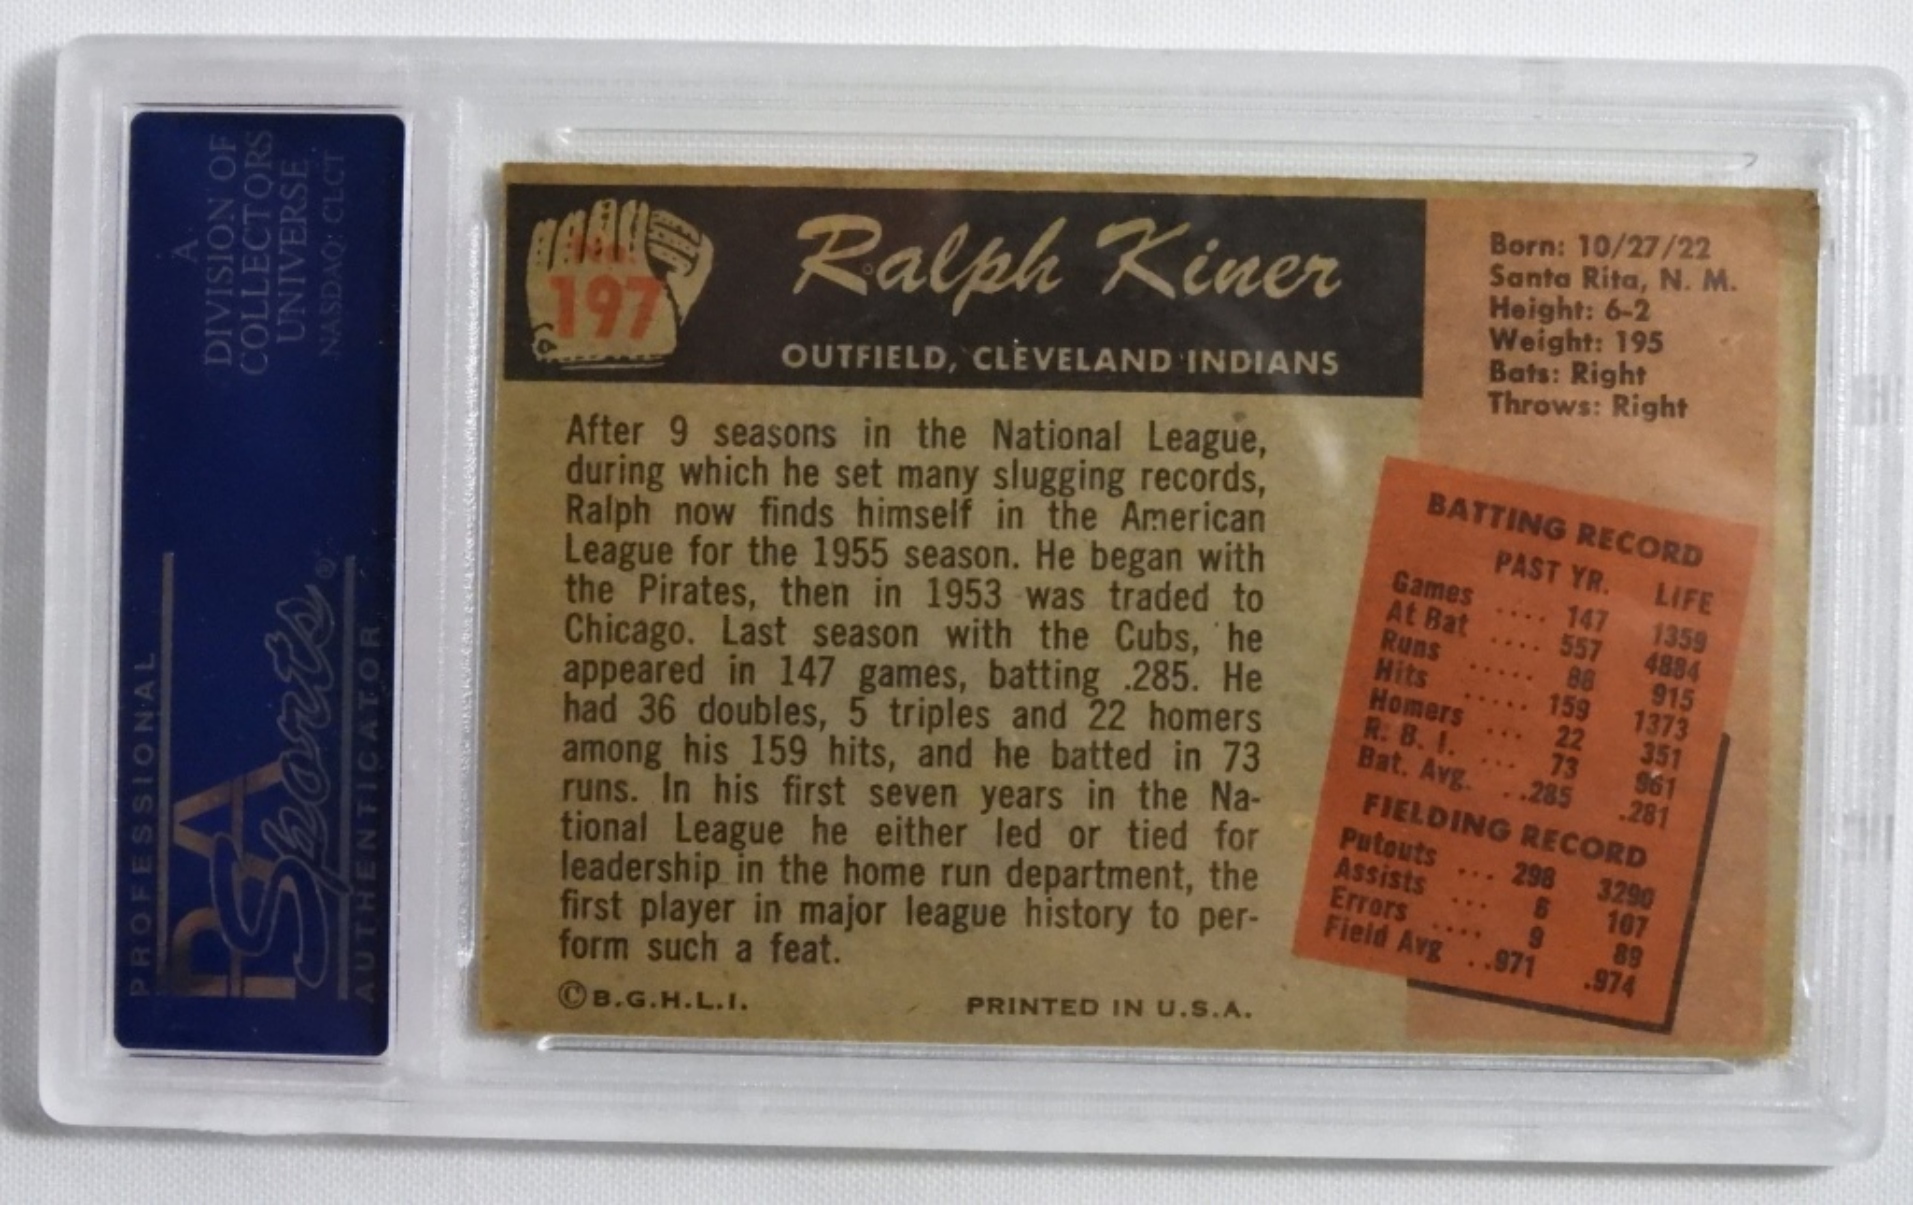 A
DIVISION OF
COLLECTORS
UNIVERSE
NASDAQ: CLCT
PROFESSIONAL
PSA
Sports®
AUTHENTICATOR
No.
197
Ralph Kiner
OUTFIELD, CLEVELAND INDIANS
Born: 10/27/22
Santa Rita, N. M.
Height: 6-2
Weight: 195
Bats: Right
Throws: Right
After 9 seasons in the National League,
during which he set many slugging records,
Ralph now finds himself in the American
League for the 1955 season. He began with
the Pirates, then in 1953 was traded to
Chicago. Last season with the Cubs, he
appeared in 147 games, batting .285. He
had 36 doubles, 5 triples and 22 homers
among his 159 hits, and he batted in 73
runs. In his first seven years in the Na-
tional League he either led or tied for
leadership in the home run department, the
first player in major league history to per-
form such a feat.
©B.G.H.L.I. PRINTED IN U.S.A.
BATTING RECORD
PAST YR. LIFE
Games .... 147 1359
At Bat .... 557 4884
Runs ..... 88 915
Hits ..... 159 1373
Homers ... 22 351
R. B. I. ... 73 961
Bat. Avg. ..285 .281
FIELDING RECORD
Putouts ... 298 3290
Assists ... 6 107
Errors .... 9 89
Field Avg ..971 .974